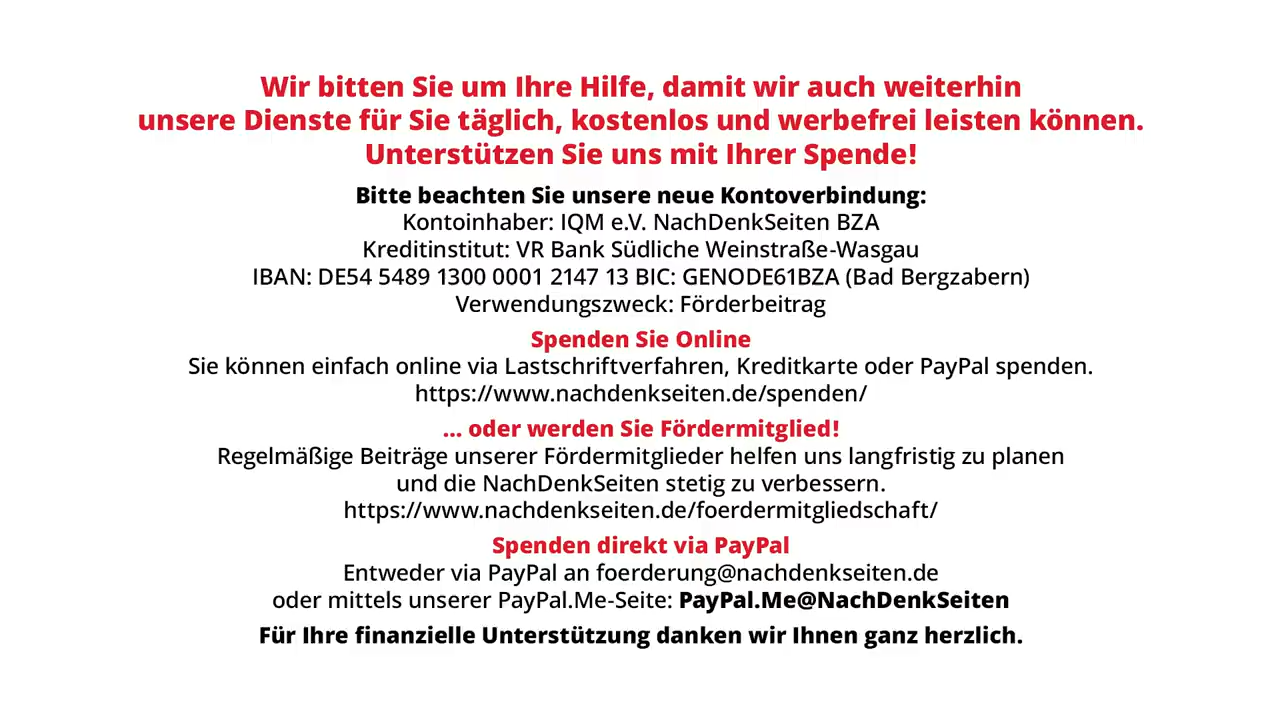 Wir bitten Sie um Ihre Hilfe, damit wir auch weiterhin
unsere Dienste für Sie täglich, kostenlos und werbefrei leisten können.
Unterstützen Sie uns mit Ihrer Spende!
Bitte beachten Sie unsere neue Kontoverbindung:
Kontoinhaber: IQM e.V. NachDenkSeiten BZA
Kreditinstitut: VR Bank Südliche Weinstraße-Wasgau
IBAN: DE54 5489 1300 0001 2147 13 BIC: GENODE61BZA (Bad Bergzabern)
Verwendungszweck: Förderbeitrag
Spenden Sie Online
Sie können einfach online via Lastschriftverfahren, Kreditkarte oder PayPal spenden.
https://www.nachdenkseiten.de/spenden/
... oder werden Sie Fördermitglied!
Regelmäßige Beiträge unserer Fördermitglieder helfen uns langfristig zu planen
und die NachDenkSeiten stetig zu verbessern.
https://www.nachdenkseiten.de/foerdermitgliedschaft/
Spenden direkt via PayPal
Entweder via PayPal an foerderung@nachdenkseiten.de
oder mittels unserer PayPal.Me-Seite: PayPal.Me@NachDenkSeiten
Für Ihre finanzielle Unterstützung danken wir Ihnen ganz herzlich.